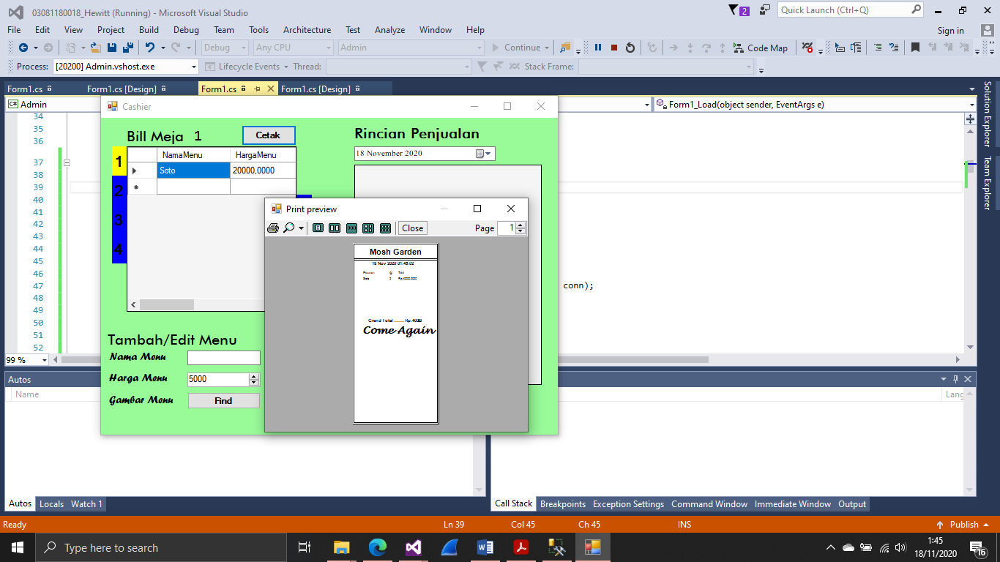 03081180018_Hewitt (Running) - Microsoft Visual Studio
2
Quick Launch (Ctrl+Q)
File Edit View Project Build Debug Team Tools Architecture Test Analyze Window Help
Sign in
Debug Any CPU Admin Continue Code Map
Process: [20200] Admin.vshost.exe Lifecycle Events Thread: Stack Frame:
Form1.cs Form1.cs [Design] Form1.cs Form1.cs [Design]
C# Admin
Form1_Load(object sender, EventArgs e)
Solution Explorer
Team Explorer
34
35
36
37
38
39
40
41
42
43
44
45
46
47
48
49
50
51
52
conn);
99 %
Cashier
Bill Meja 1
Cetak
1
2
3
4
NamaMenu HargaMenu
Soto 20000,0000
*
Rincian Penjualan
18 November 2020
Tambah/Edit Menu
Nama Menu
Harga Menu 5000
Gambar Menu Find
Print preview
Close
Page 1
Mosh Garden
18 Nov 2020 01:45:02
Total
Soto 2 Rp.40000,0000
Come Again
Autos
Name
Lang
Autos Locals Watch 1
Call Stack Breakpoints Exception Settings Command Window Immediate Window Output
Ready
Ln 39 Col 45 Ch 45 INS
Publish
Type here to search
1:45
18/11/2020
16